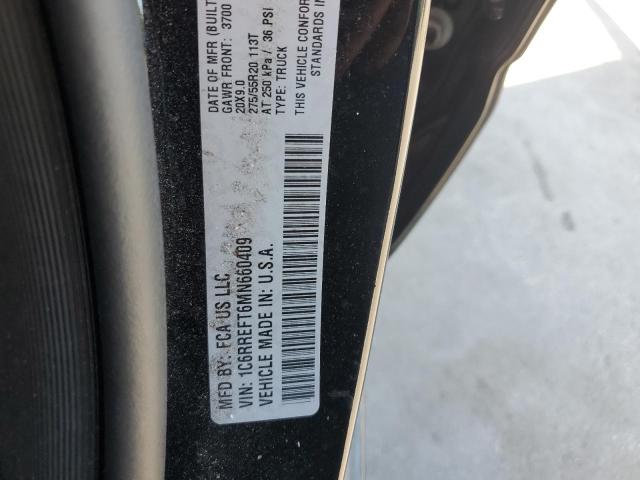 MFD BY: FCA US LLC
DATE OF MFR (BUILT
GAWR FRONT: 3700
20X9.0
275/55R20 113T
AT 250 kPa / 36 PSI
TYPE: TRUCK
THIS VEHICLE CONFOR
STANDARDS IN
VIN: 1C6RREFT6MN660409
VEHICLE MADE IN: U.S.A.